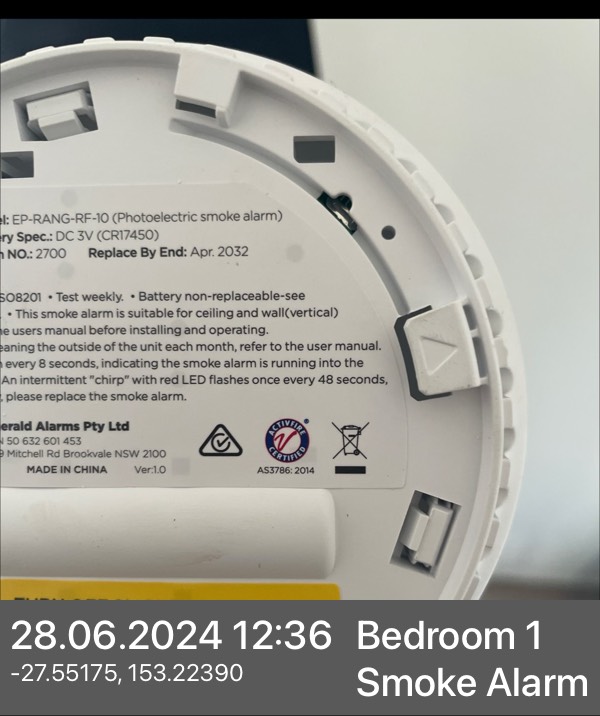 el: EP-RANG-RF-10 (Photoelectric smoke alarm)
ery Spec.: DC 3V (CR17450)
h NO.: 2700 Replace By End: Apr. 2032
SO8201 • Test weekly. • Battery non-replaceable-see
. • This smoke alarm is suitable for ceiling and wall(vertical)
e users manual before installing and operating.
eaning the outside of the unit each month, refer to the user manual.
every 8 seconds, indicating the smoke alarm is running into the
An intermittent "chirp" with red LED flashes once every 48 seconds,
, please replace the smoke alarm.
erald Alarms Pty Ltd
N 50 632 601 453
9 Mitchell Rd Brookvale NSW 2100
MADE IN CHINA Ver:1.0
ACTIVFIRE
CERTIFIED
®
AS3786: 2014
28.06.2024 12:36
-27.55175, 153.22390
Bedroom 1
Smoke Alarm